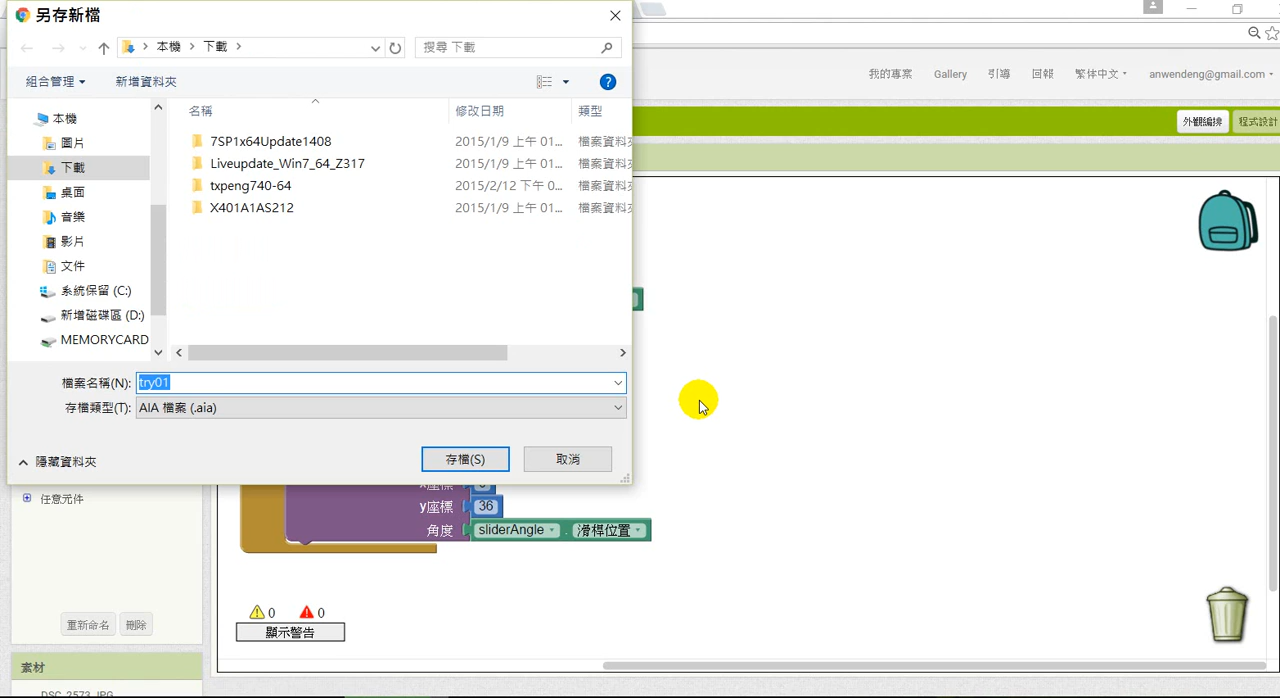 另存新檔
本機
下載
搜尋 下載
組合管理
新增資料夾
名稱
修改日期
類型
本機
圖片
下載
桌面
音樂
影片
文件
系統保留 (C:)
新增磁碟區 (D:)
MEMORYCARD
7SP1x64Update1408
2015/1/9 上午 01...
檔案資料夾
Liveupdate_Win7_64_Z317
2015/1/9 上午 01...
檔案資料夾
txpeng740-64
2015/2/12 下午 0...
檔案資料夾
X401A1AS212
2015/1/9 上午 01...
檔案資料夾
檔案名稱(N):
try01
存檔類型(T):
AIA 檔案 (.aia)
隱藏資料夾
存檔(S)
取消
我的專案
Gallery
引導
回報
繁体中文
anwendeng@gmail.com
外觀編排
程式設計
任意元件
x座標
y座標
36
角度
sliderAngle
.
滑桿位置
0
0
顯示警告
重新命名
刪除
素材
DSC_2573.JPG